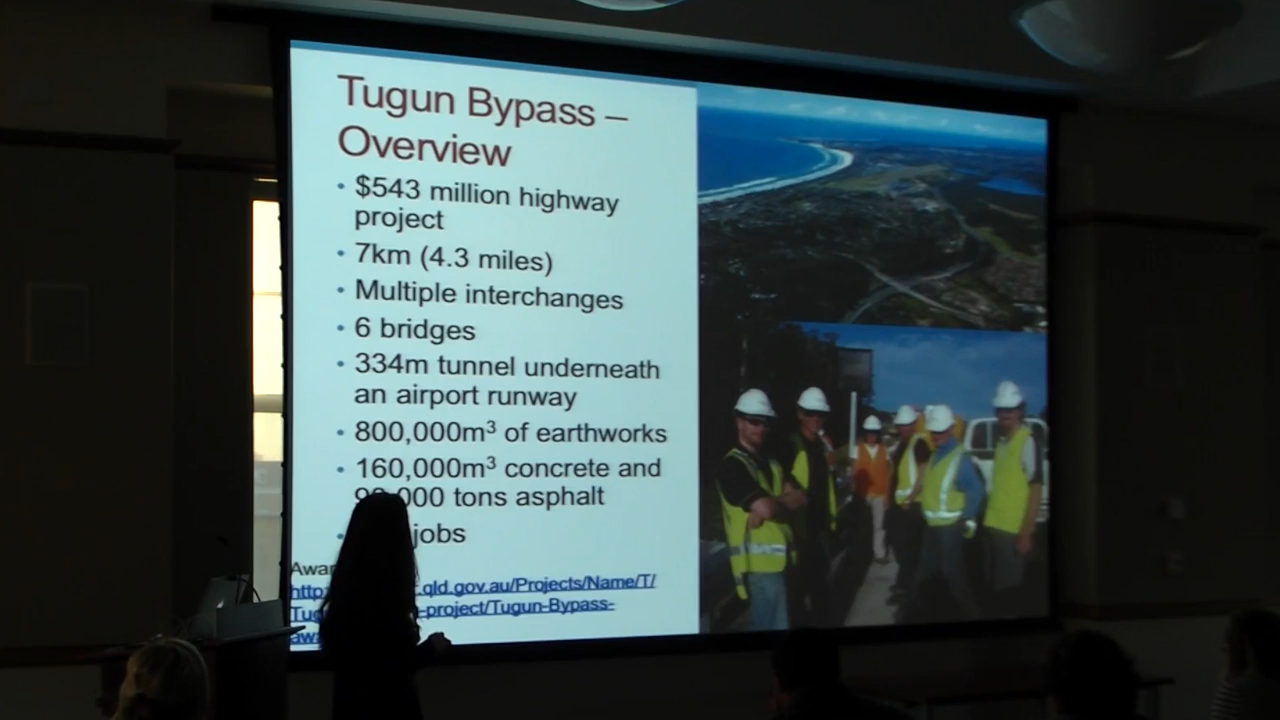 Tugun Bypass –
Overview
• $543 million highway
project
• 7km (4.3 miles)
• Multiple interchanges
• 6 bridges
• 334m tunnel underneath
an airport runway
• 800,000m³ of earthworks
• 160,000m³ concrete and
tons asphalt
• jobs
.qld.gov.au/Projects/Name/T/
-project/Tugun-Bypass-